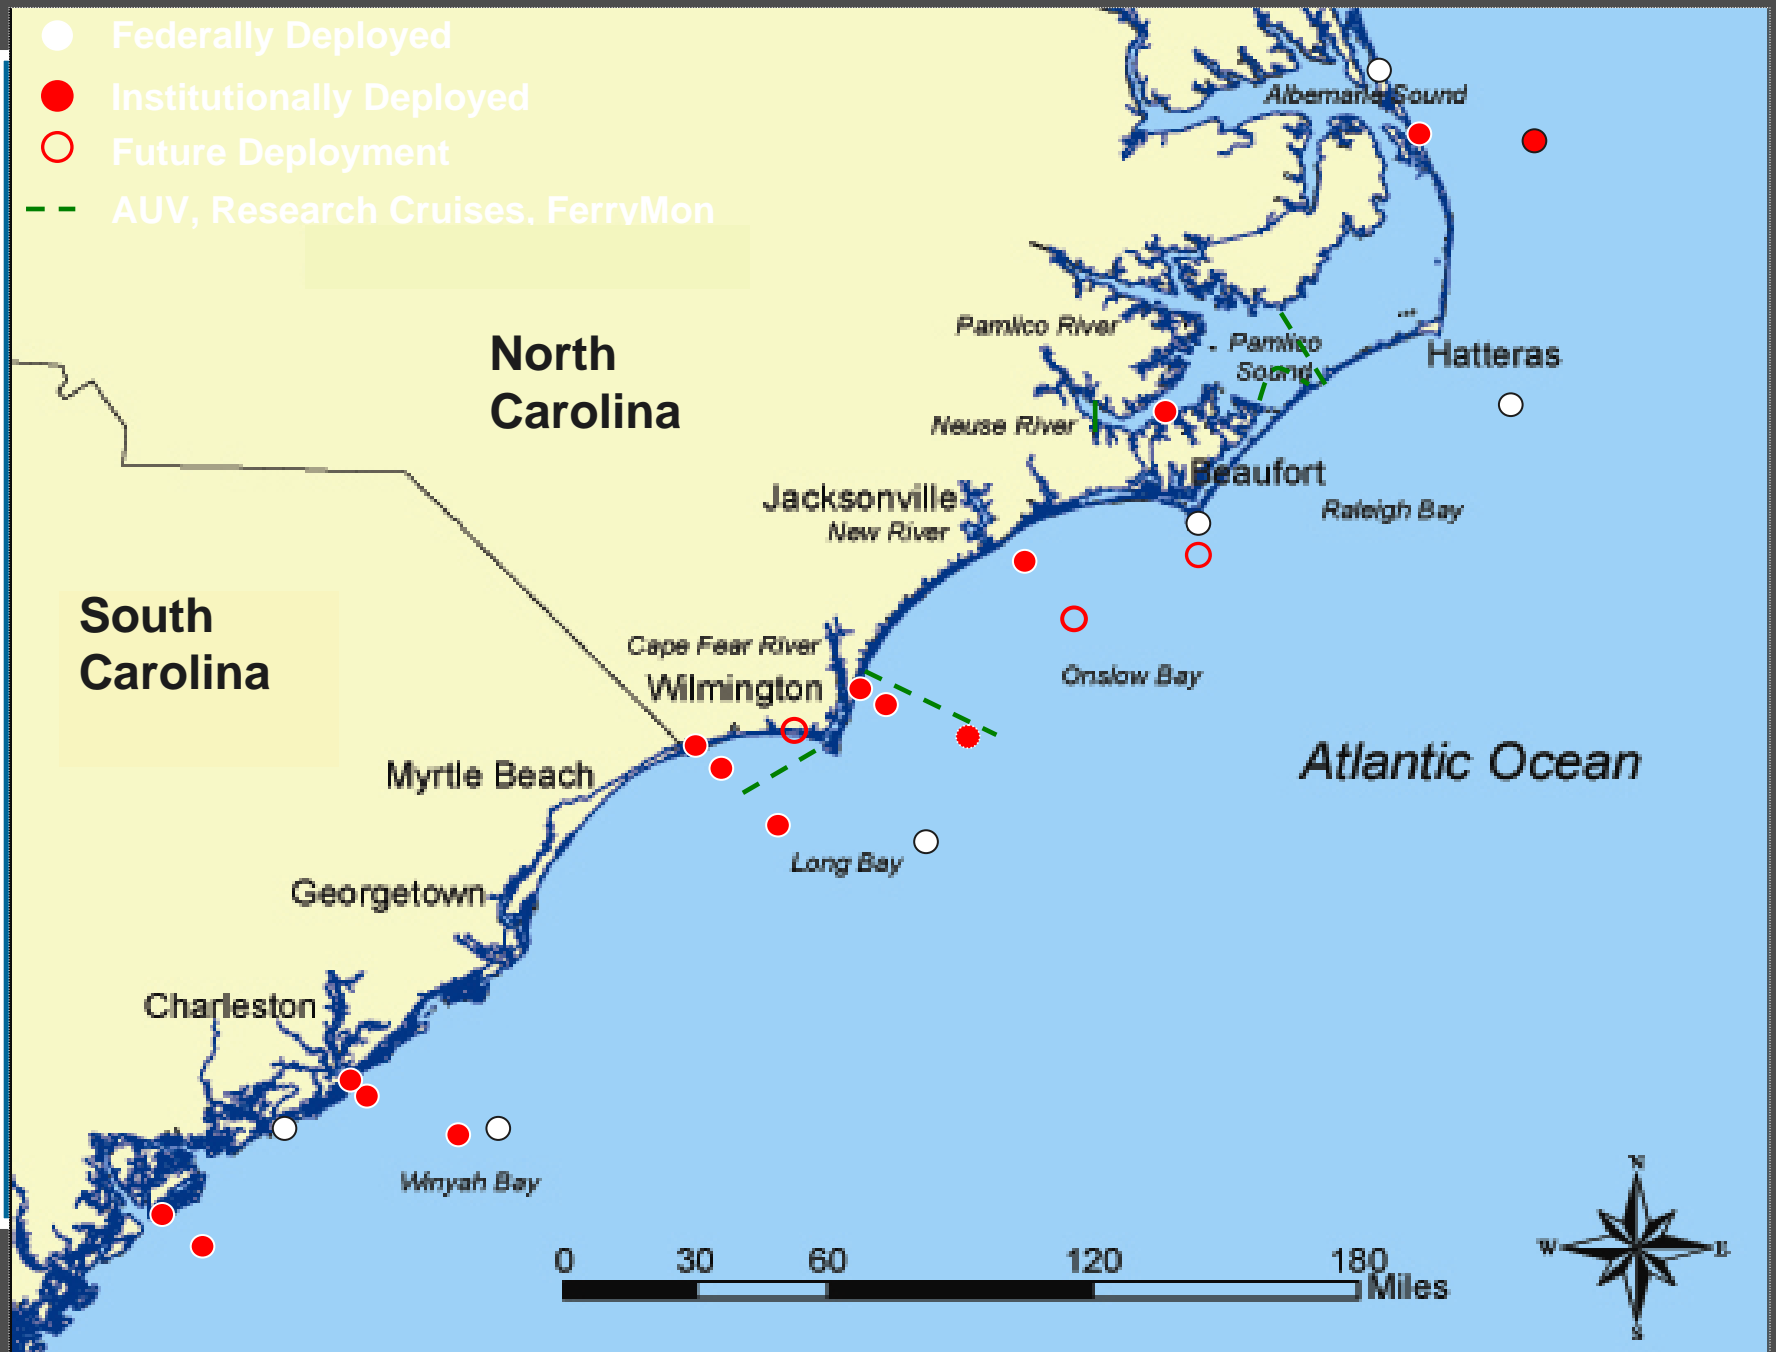 Federally Deployed
Institutionally Deployed
Future Deployment
AUV, Research Cruises, FerryMon
Albemarle Sound
North
Carolina
Pamlico River
Pamlico
Sound
Hatteras
Neuse River
Beaufort
Raleigh Bay
Jacksonville
New River
South
Carolina
Cape Fear River
Wilmington
Onslow Bay
Atlantic Ocean
Myrtle Beach
Long Bay
Georgetown
Charleston
Winyah Bay
N
W E
S
0 30 60 120 180
Miles